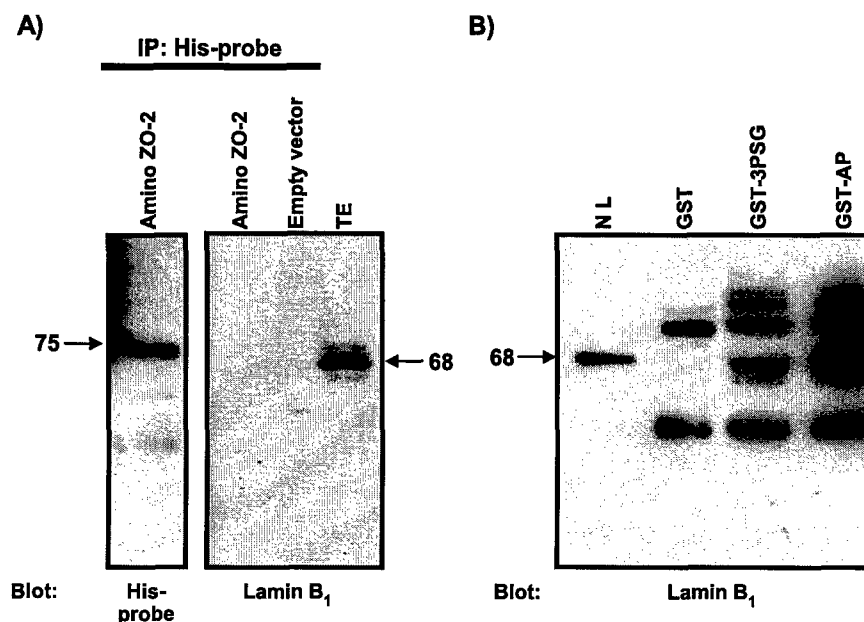 A)
IP: His-probe
Amino ZO-2
Amino ZO-2
Empty vector
TE
75
68
Blot:
His-
probe
Lamin B1
B)
N L
GST
GST-3PSG
GST-AP
68
Blot:
Lamin B1